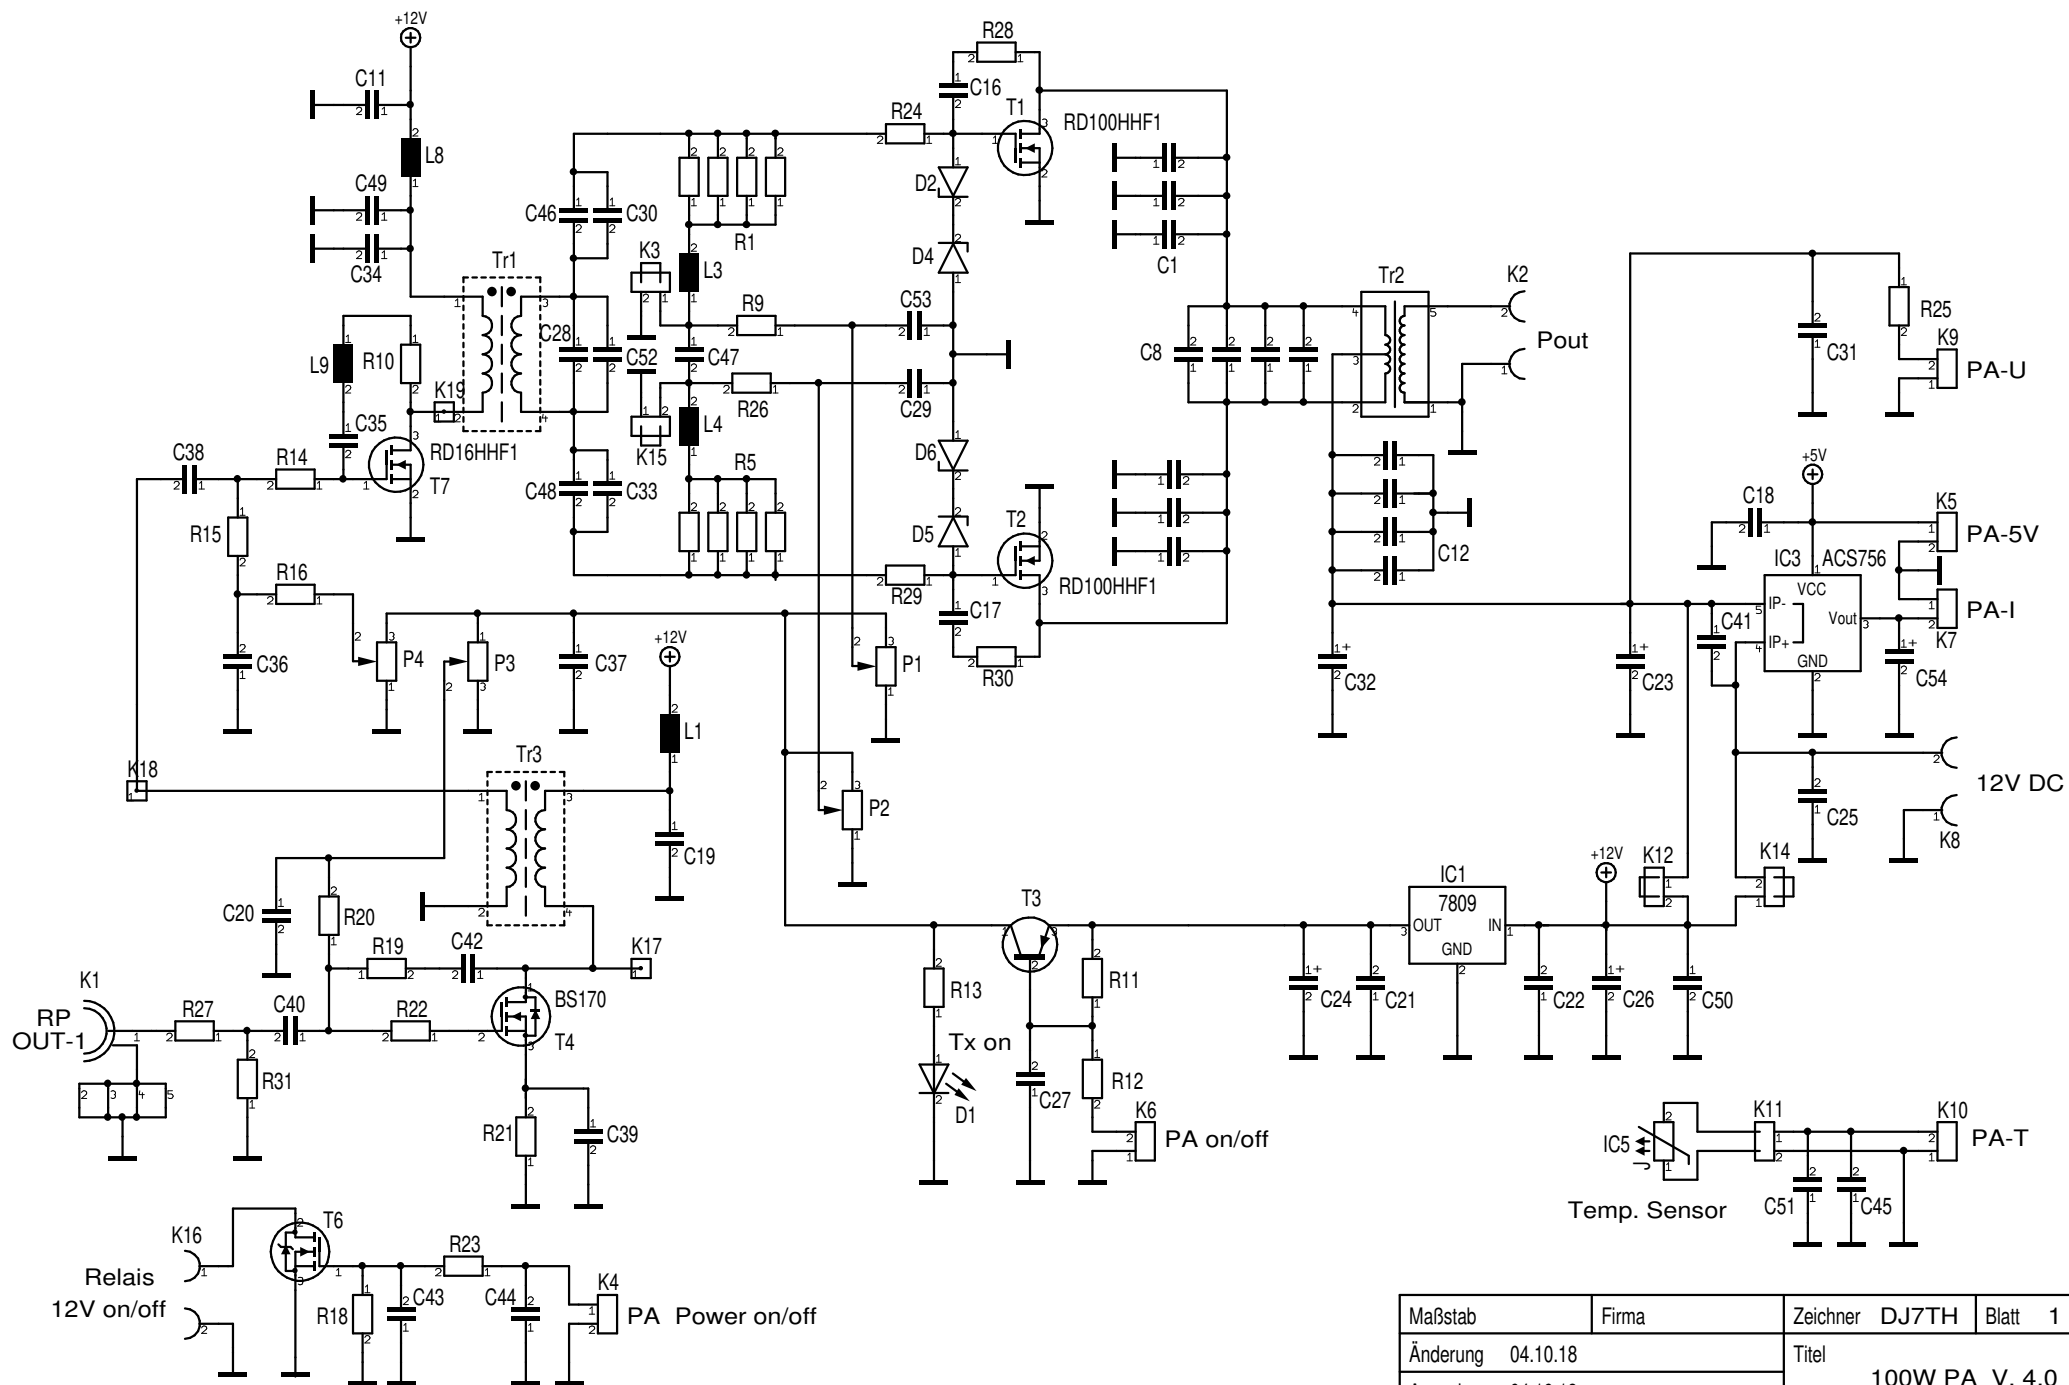 +12V
C11
L8
C49
C34
Tr1
L9
R10
K19
C35
RD16HHF1
T7
C38
R14
R15
R16
C36
P4
P3
C37
K18
Tr3
+12V
L1
C19
C46
C30
C28
C52
C48
C33
K3
K15
R1
L3
R9
C47
R26
L4
R5
C53
C29
R24
R28
C16
T1
RD100HHF1
D2
D4
D6
D5
T2
RD100HHF1
R29
C17
R30
P1
P2
C1
C8
Tr2
K2
Pout
C12
C32
C31
R25
K9
PA-U
+5V
C18
K5
PA-5V
IC3 ACS756
VCC
IP-
IP+
Vout
GND
PA-I
K7
C41
C23
C54
12V DC
K8
C25
K12
K14
+12V
IC1
7809
OUT
IN
GND
C24
C21
C22
C26
C50
T3
R11
R13
Tx on
D1
C27
R12
K6
PA on/off
C20
R20
R19
C42
K17
K1
RP
OUT-1
R27
C40
R22
BS170
T4
R31
R21
C39
K16
Relais
12V on/off
T6
R23
R18
C43
C44
K4
PA Power on/off
IC5
K11
K10
PA-T
Temp. Sensor
C51
C45
Maßstab
Firma
Zeichner DJ7TH
Blatt 1
Änderung 04.10.18
Titel
100W PA V. 4.0